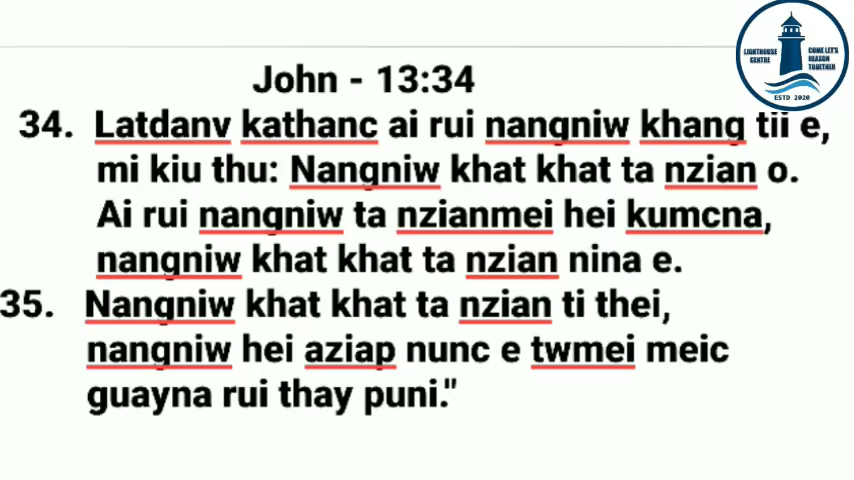 LIGHTHOUSE CENTRE
COME LET'S REASON TOGETHER
ESTD 2020
John - 13:34
34. Latdanv kathanc ai rui nangniw khang tii e,
mi kiu thu: Nangniw khat khat ta nzian o.
Ai rui nangniw ta nzianmei hei kumcna,
nangniw khat khat ta nzian nina e.
35. Nangniw khat khat ta nzian ti thei,
nangniw hei aziap nunc e twmei meic
guayna rui thay puni."